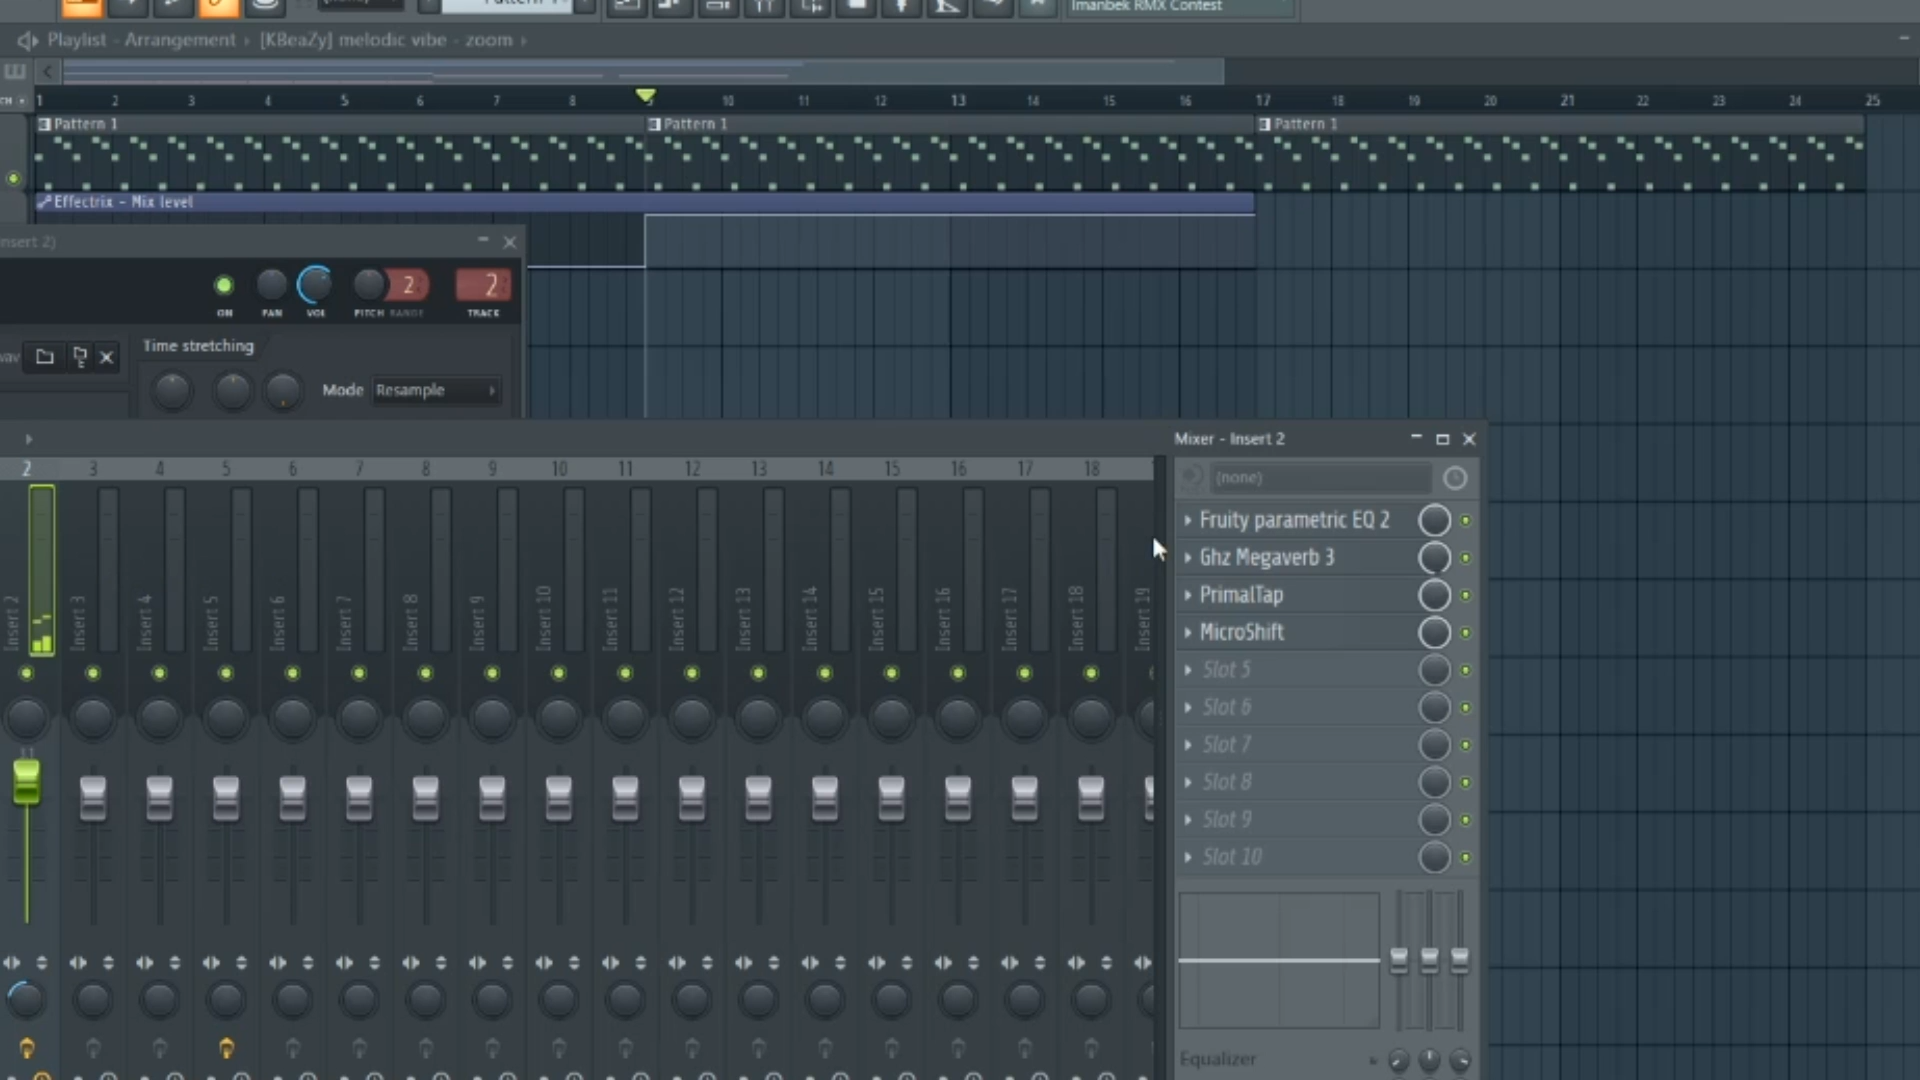 Imanbek RMX Contest
Playlist - Arrangement › [KBeaZy] melodic vibe - zoom ›
1 2 3 4 5 6 7 8 9 10 11 12 13 14 15 16 17 18 19 20 21 22 23 24 25
Pattern 1 Pattern 1 Pattern 1
Effectrix - Mix level
nsert 2)
2 2
ON PAN VOL PITCH RANGE TRACK
wav
Time stretching
Mode Resample
Mixer - Insert 2
2 3 4 5 6 7 8 9 10 11 12 13 14 15 16 17 18
(none)
Fruity parametric EQ 2
Ghz Megaverb 3
PrimalTap
MicroShift
Slot 5
Slot 6
Slot 7
Slot 8
Slot 9
Slot 10
Insert 2 Insert 3 Insert 4 Insert 5 Insert 6 Insert 7 Insert 8 Insert 9 Insert 10 Insert 11 Insert 12 Insert 13 Insert 14 Insert 15 Insert 16 Insert 17 Insert 18 Insert 19
Equalizer